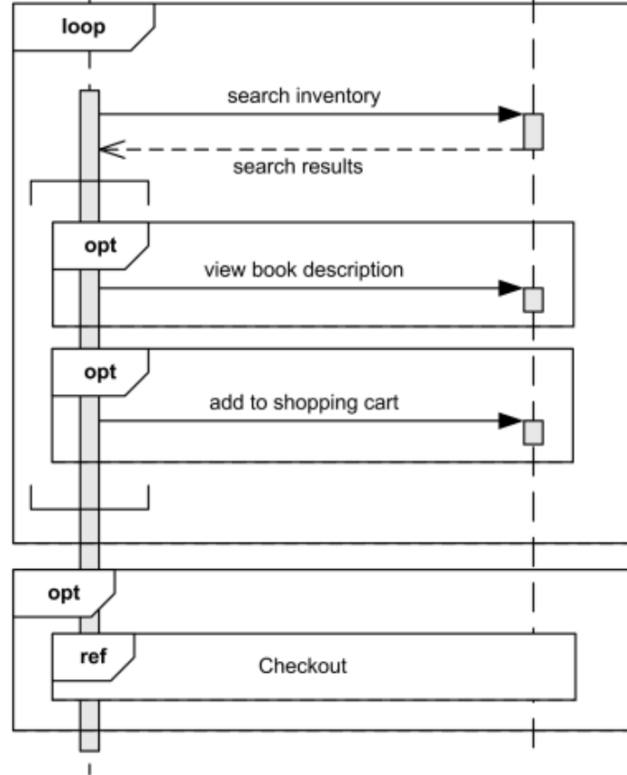 loop
search inventory
search results
opt
view book description
opt
add to shopping cart
opt
ref
Checkout